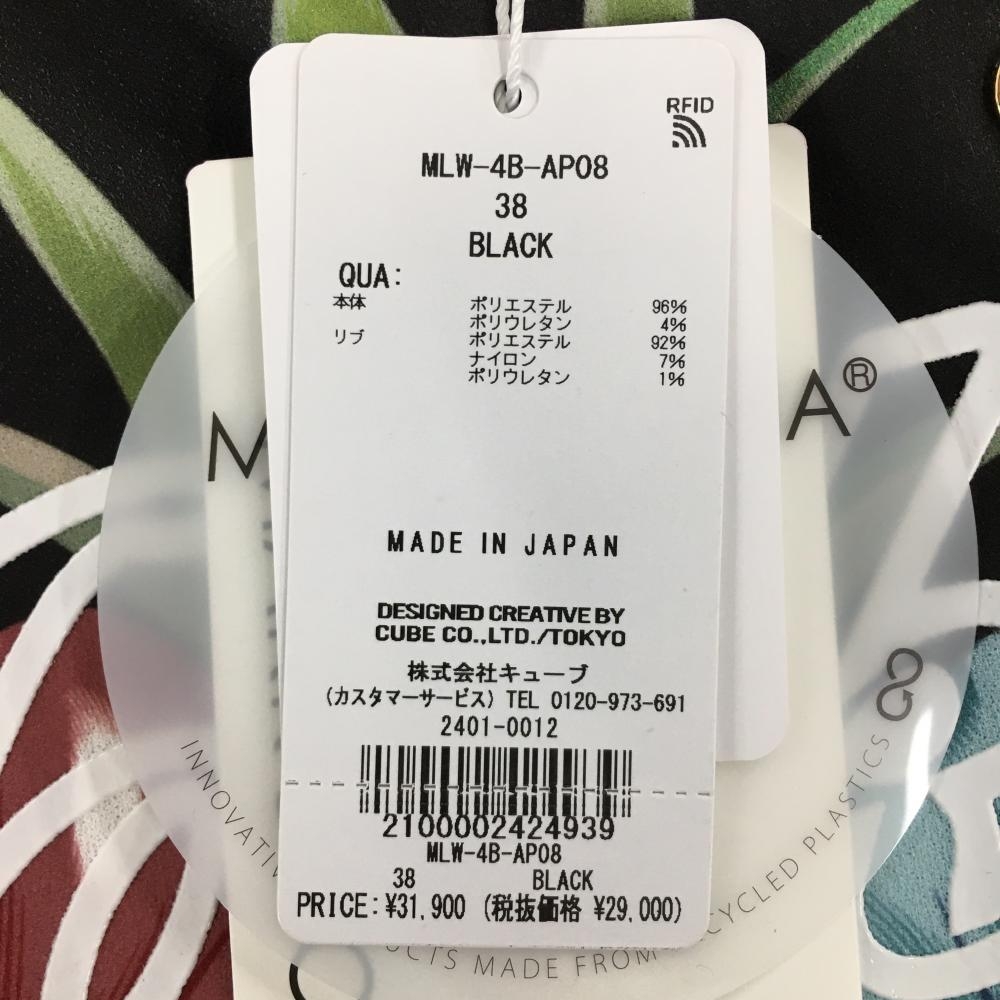 RFID
MLW-4B-AP08
38
BLACK
QUA:
本体 ポリエステル 96%
ポリウレタン 4%
リブ ポリエステル 92%
ナイロン 7%
ポリウレタン 1%
M A®
MADE IN JAPAN
DESIGNED CREATIVE BY
CUBE CO.,LTD./TOKYO
株式会社キューブ
(カスタマーサービス) TEL 0120-973-691
2401-0012
2100002424939
MLW-4B-AP08
38 BLACK
PRICE:¥31,900 (税抜価格 ¥29,000)
MADE FROM
PLASTICS